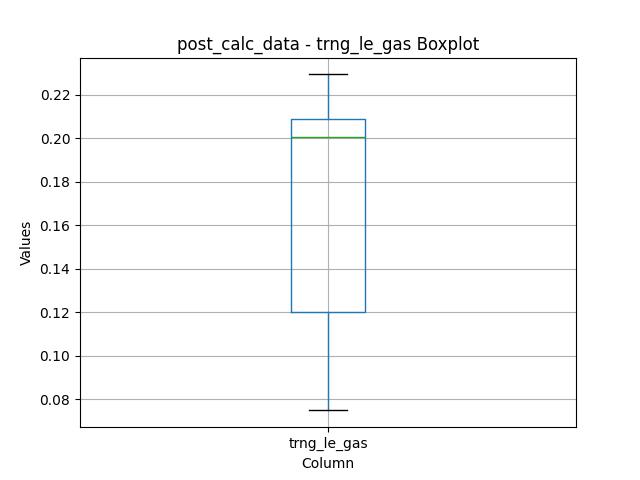 post_calc_data - trng_le_gas Boxplot
0.22
0.20
0.18
0.16
0.14
0.12
0.10
0.08
Values
trng_le_gas
Column